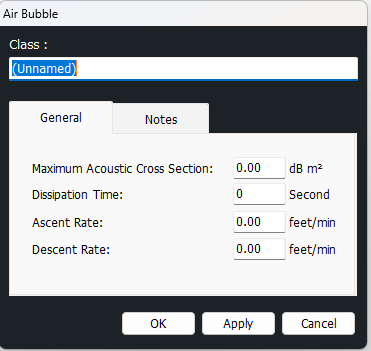 Air Bubble
Class :
(Unnamed)
General Notes
Maximum Acoustic Cross Section: 0.00 dB m²
Dissipation Time: 0 Second
Ascent Rate: 0.00 feet/min
Descent Rate: 0.00 feet/min
OK Apply Cancel